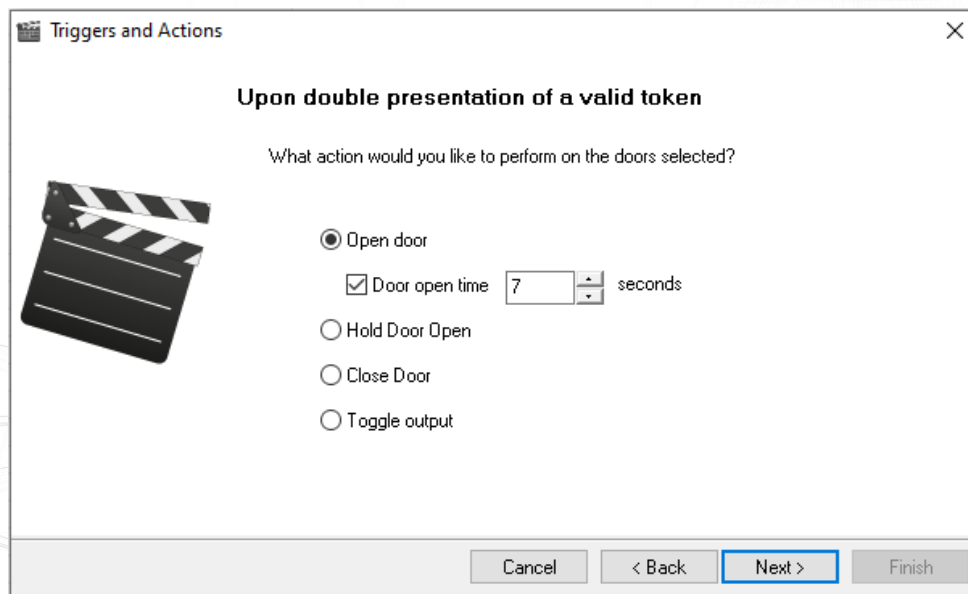 Triggers and Actions
Upon double presentation of a valid token
What action would you like to perform on the doors selected?
Open door
Door open time 7 seconds
Hold Door Open
Close Door
Toggle output
Cancel < Back Next > Finish